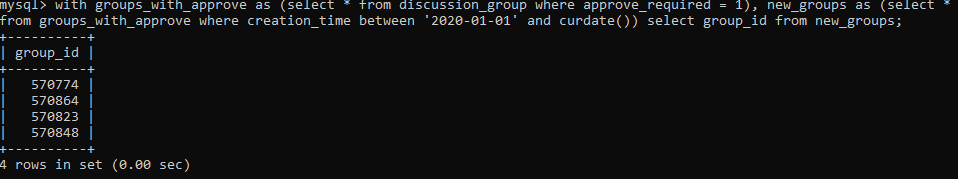 mysql> with groups_with_approve as (select * from discussion_group where approve_required = 1), new_groups as (select *
from groups_with_approve where creation_time between '2020-01-01' and curdate()) select group_id from new_groups;
+----------+
| group_id |
+----------+
|   570774 |
|   570864 |
|   570823 |
|   570848 |
+----------+
4 rows in set (0.00 sec)